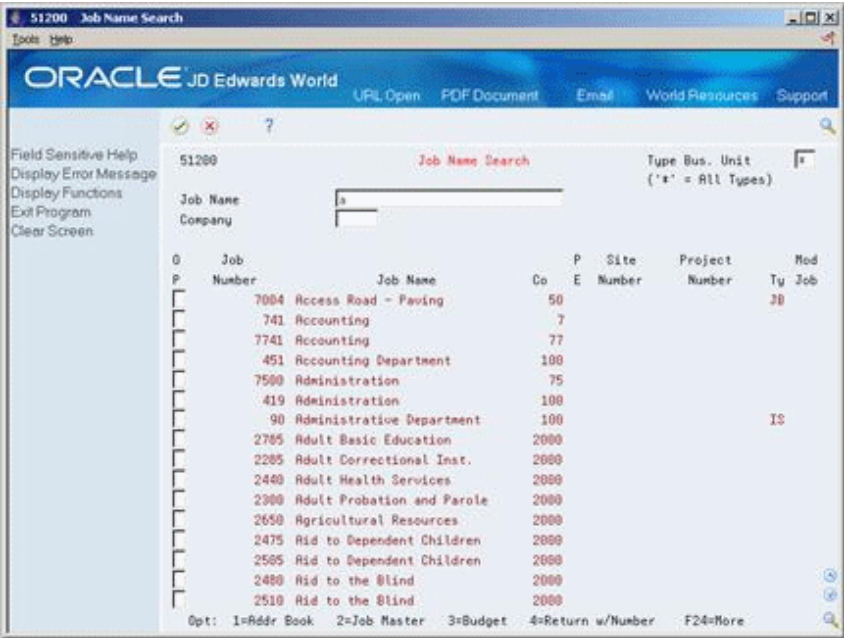 51200 Job Name Search
Tools Help
ORACLE JD Edwards World
URL Open PDF Document Email World Resources Support
?
Field Sensitive Help
Display Error Message
Display Functions
Exit Program
Clear Screen
51200 Job Name Search Type Bus. Unit *
('*' = All Types)
Job Name a
Company
O Job P Site Project Mod
P Number Job Name Co E Number Number Ty Job
7004 Access Road - Paving 50 JB
741 Accounting 7
7741 Accounting 77
451 Accounting Department 100
7500 Administration 75
419 Administration 100
90 Administrative Department 100 IS
2785 Adult Basic Education 2000
2205 Adult Correctional Inst. 2000
2440 Adult Health Services 2000
2300 Adult Probation and Parole 2000
2650 Agricultural Resources 2000
2475 Aid to Dependent Children 2000
2505 Aid to Dependent Children 2000
2480 Aid to the Blind 2000
2510 Aid to the Blind 2000
Opt: 1=Addr Book 2=Job Master 3=Budget 4=Return w/Number F24=More